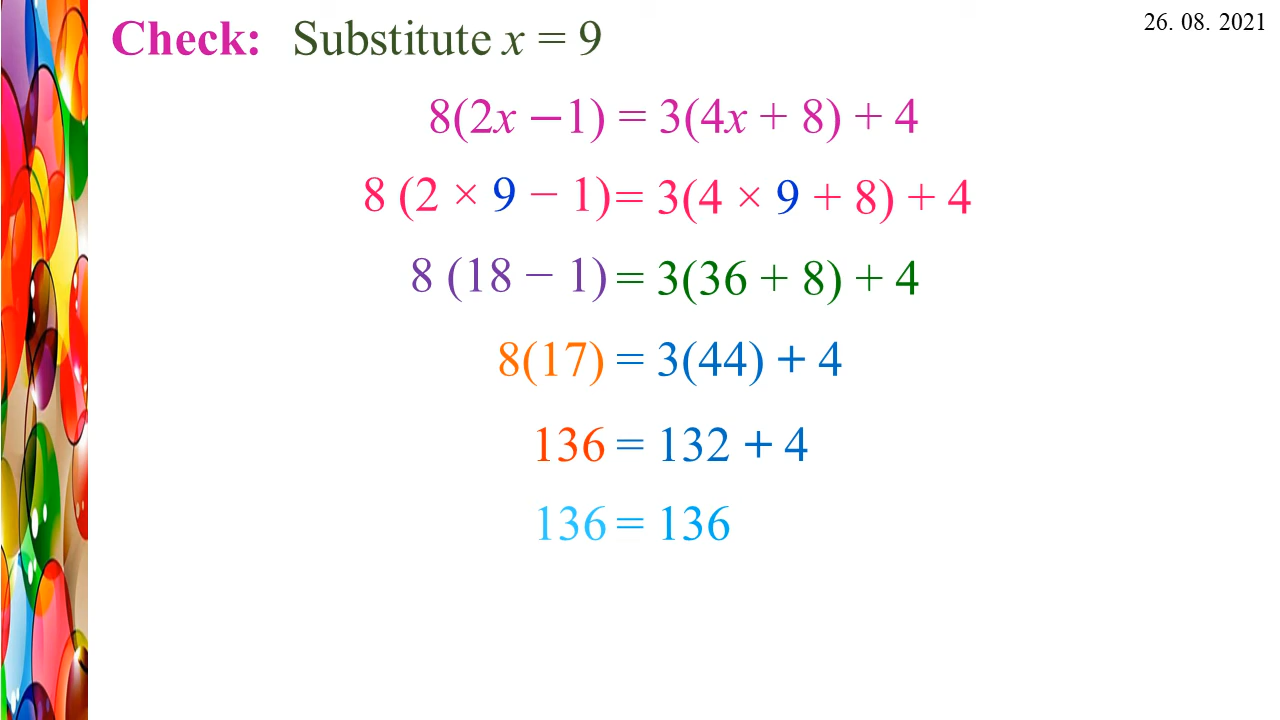 Check: Substitute x = 9
26. 08. 2021
8(2x − 1) = 3(4x + 8) + 4
8 (2 × 9 − 1) = 3(4 × 9 + 8) + 4
8 (18 − 1) = 3(36 + 8) + 4
8(17) = 3(44) + 4
136 = 132 + 4
136 = 136